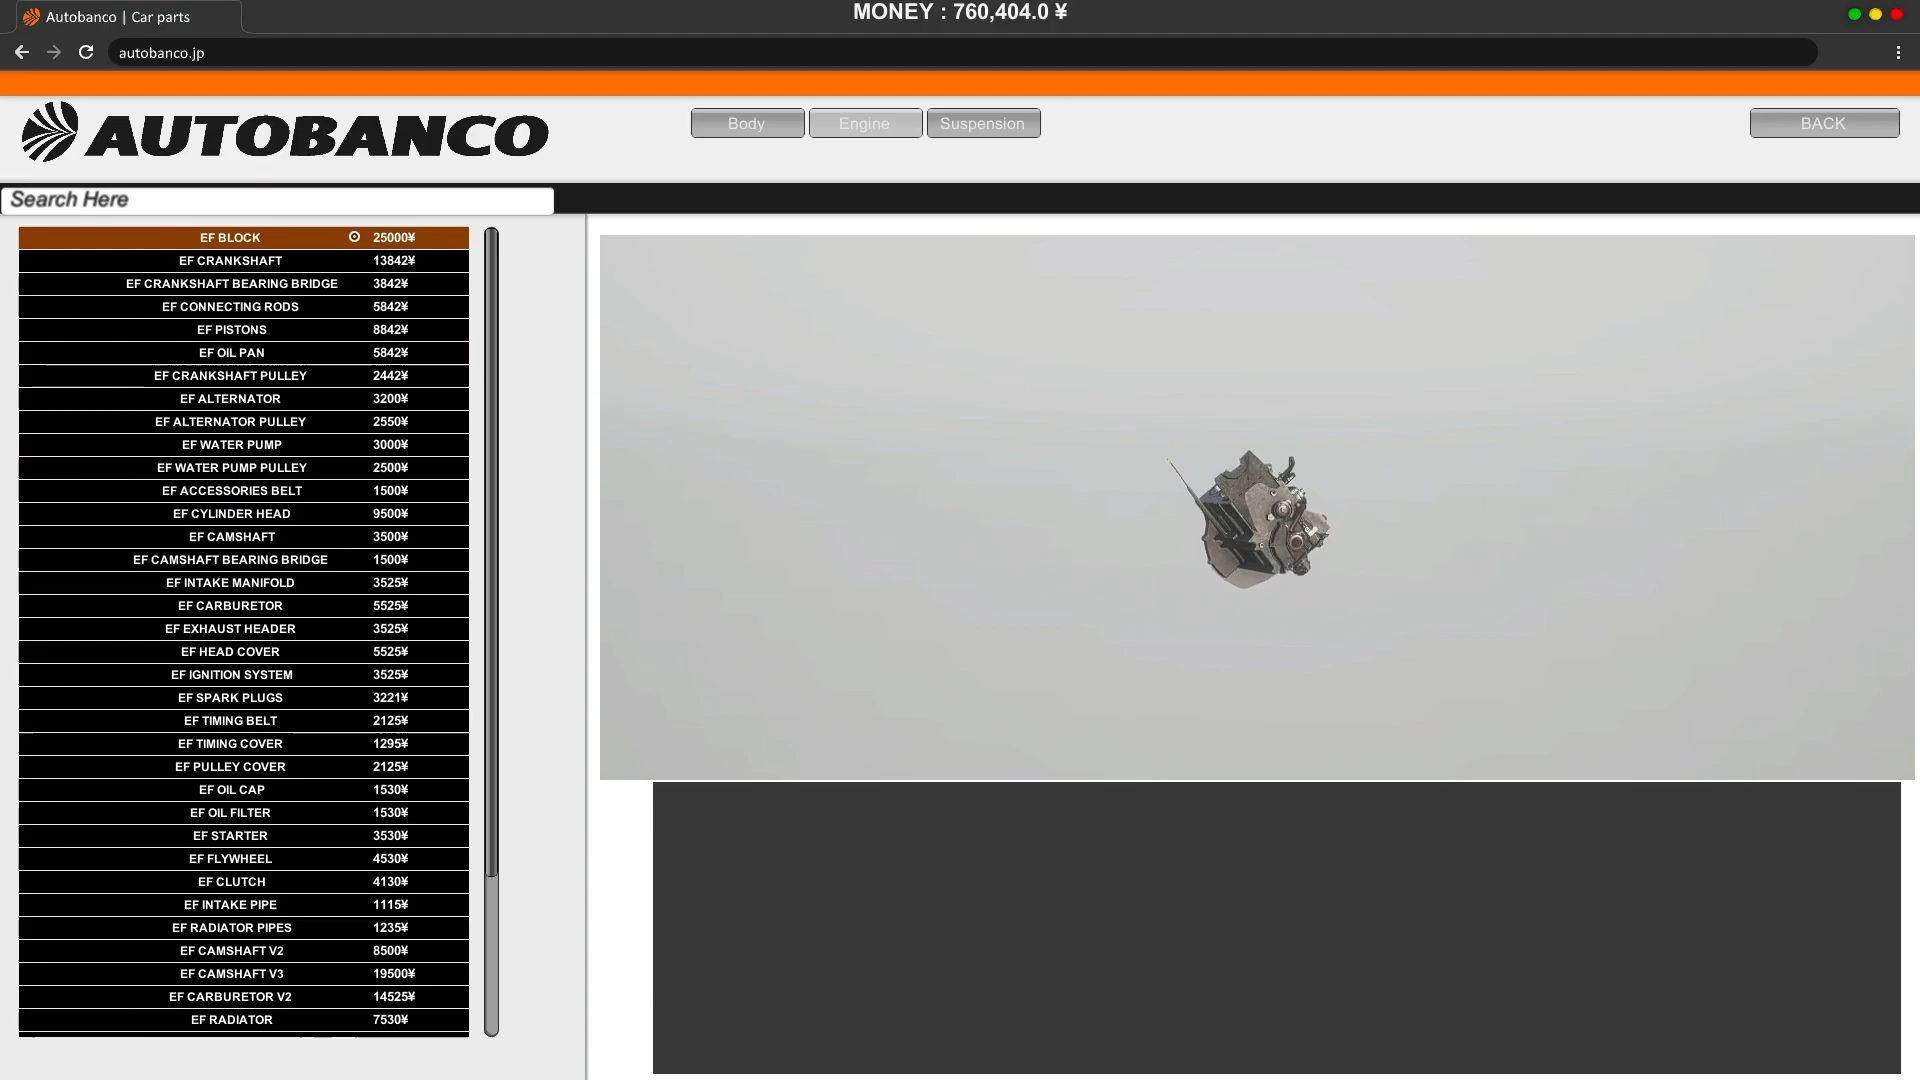 Autobanco | Car parts
MONEY : 760,404.0 ¥
autobanco.jp
AUTOBANCO
Body
Engine
Suspension
BACK
Search Here
EF BLOCK 25000¥
EF CRANKSHAFT 13842¥
EF CRANKSHAFT BEARING BRIDGE 3842¥
EF CONNECTING RODS 5842¥
EF PISTONS 8842¥
EF OIL PAN 5842¥
EF CRANKSHAFT PULLEY 2442¥
EF ALTERNATOR 3200¥
EF ALTERNATOR PULLEY 2550¥
EF WATER PUMP 3000¥
EF WATER PUMP PULLEY 2500¥
EF ACCESSORIES BELT 1500¥
EF CYLINDER HEAD 9500¥
EF CAMSHAFT 3500¥
EF CAMSHAFT BEARING BRIDGE 1500¥
EF INTAKE MANIFOLD 3525¥
EF CARBURETOR 5525¥
EF EXHAUST HEADER 3525¥
EF HEAD COVER 5525¥
EF IGNITION SYSTEM 3525¥
EF SPARK PLUGS 3221¥
EF TIMING BELT 2125¥
EF TIMING COVER 1295¥
EF PULLEY COVER 2125¥
EF OIL CAP 1530¥
EF OIL FILTER 1530¥
EF STARTER 3530¥
EF FLYWHEEL 4530¥
EF CLUTCH 4130¥
EF INTAKE PIPE 1115¥
EF RADIATOR PIPES 1235¥
EF CAMSHAFT V2 8500¥
EF CAMSHAFT V3 19500¥
EF CARBURETOR V2 14525¥
EF RADIATOR 7530¥